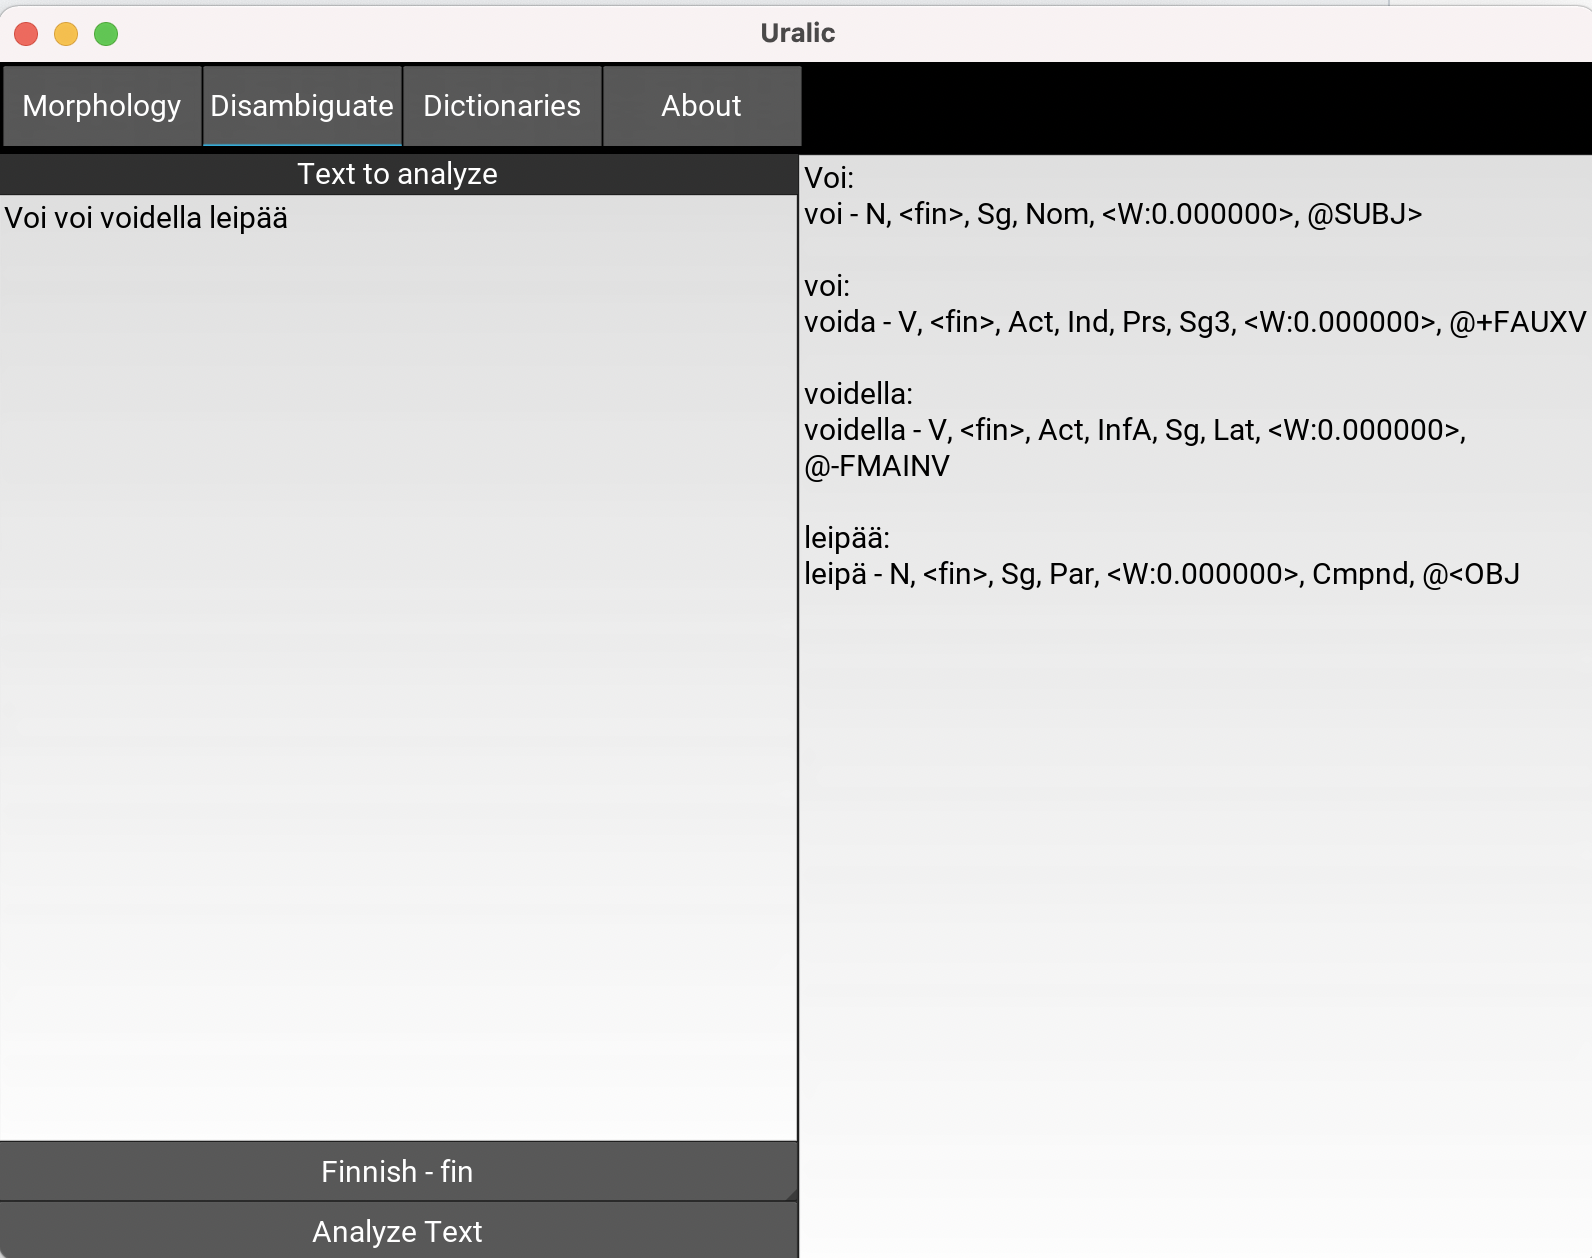 Uralic
Morphology
Disambiguate
Dictionaries
About
Text to analyze
Voi voi voidella leipää
Finnish - fin
Analyze Text
Voi:
voi - N, <fin>, Sg, Nom, <W:0.000000>, @SUBJ>
voi:
voida - V, <fin>, Act, Ind, Prs, Sg3, <W:0.000000>, @+FAUXV
voidella:
voidella - V, <fin>, Act, InfA, Sg, Lat, <W:0.000000>,
@-FMAINV
leipää:
leipä - N, <fin>, Sg, Par, <W:0.000000>, Cmpnd, @<OBJ